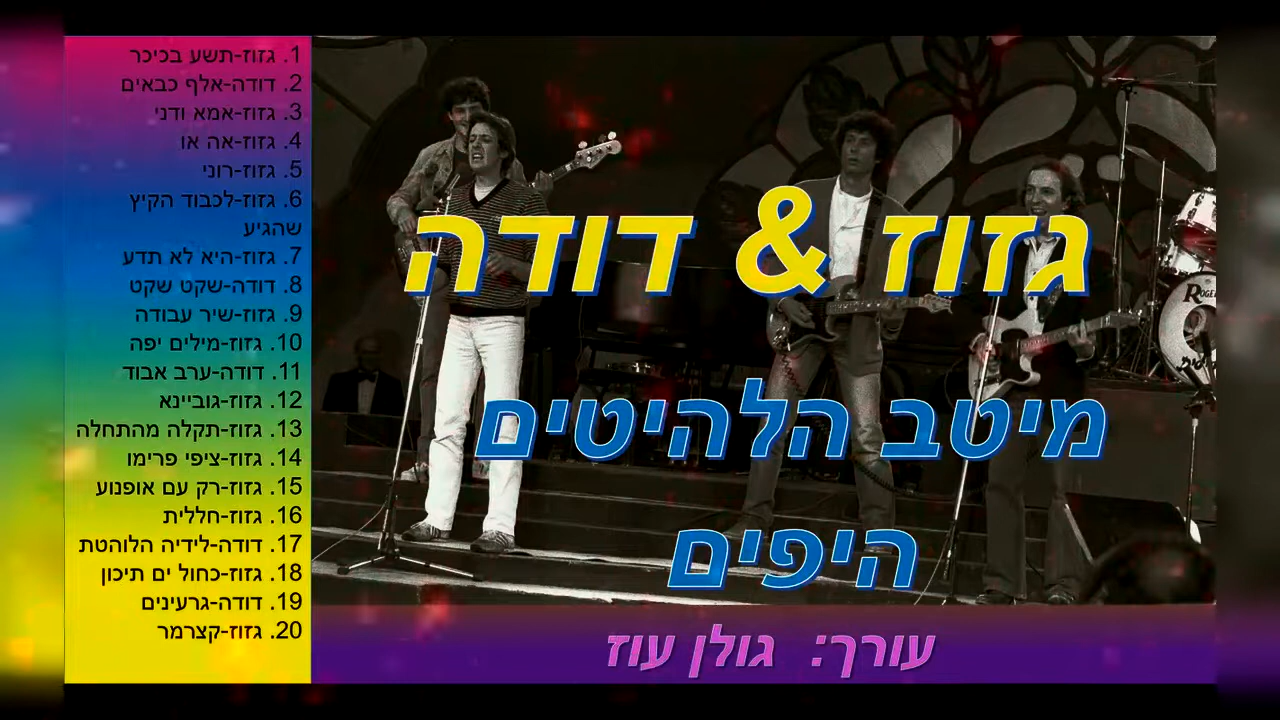 1. גזוז-תשע בכיכר
2. דודה-אלף כבאים
3. גזוז-אמא ודני
4. גזוז-אה או
5. גזוז-רוני
6. גזוז-לכבוד הקיץ
שהגיע
7. גזוז-היא לא תדע
8. דודה-שקט שקט
9. גזוז-שיר עבודה
10. גזוז-מילים יפה
11. דודה-ערב אבוד
12. גזוז-גוביינא
13. גזוז-תקלה מהתחלה
14. גזוז-ציפי פרימו
15. גזוז-רק עם אופנוע
16. גזוז-חללית
17. דודה-לידיה הלוהטת
18. גזוז-כחול ים תיכון
19. דודה-גרעינים
20. גזוז-קצרמר
גזוז & דודה
מיטב הלהיטים
היפים
עורך: גולן עוז